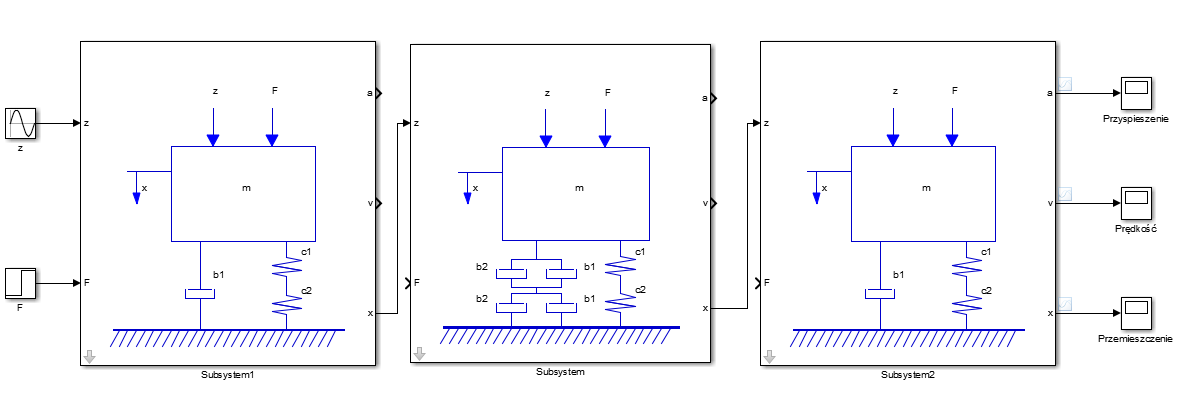 z
F
z
F
z
F
x
m
b1
c1
c2
a
v
x
Subsystem1
z
F
z
F
x
m
b2
b1
b2
b1
c1
c2
a
v
x
Subsystem
z
F
z
F
x
m
b1
c1
c2
a
v
x
Subsystem2
Przyspieszenie
Prędkość
Przemieszczenie